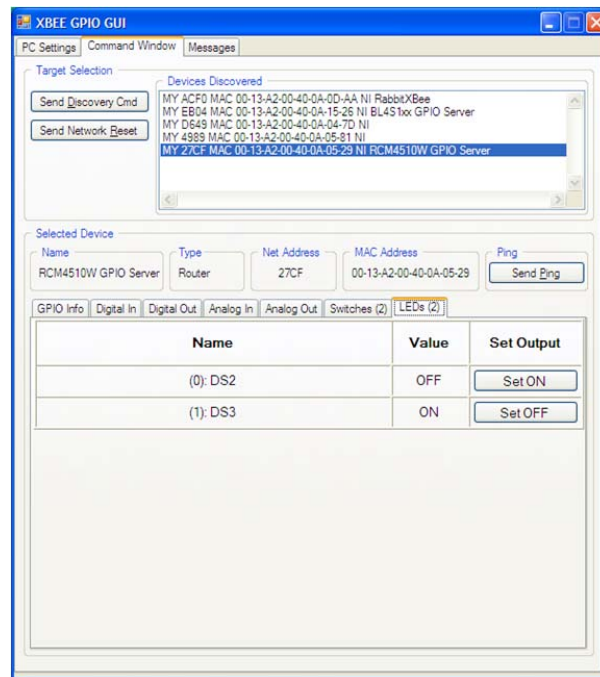 XBEE GPIO GUI
PC Settings Command Window Messages
Target Selection
Send Discovery Cmd
Send Network Reset
Devices Discovered
MY ACF0 MAC 00-13-A2-00-40-0A-0D-AA NI RabbitXBee
MY EB04 MAC 00-13-A2-00-40-0A-15-26 NI BL4S1xx GPIO Server
MY D649 MAC 00-13-A2-00-40-0A-04-7D NI
MY 4989 MAC 00-13-A2-00-40-0A-05-81 NI
MY 27CF MAC 00-13-A2-00-40-0A-05-29 NI RCM4510W GPIO Server
Selected Device
Name Type Net Address MAC Address Ping
RCM4510W GPIO Server Router 27CF 00-13-A2-00-40-0A-05-29 Send Ping
GPIO Info Digital In Digital Out Analog In Analog Out Switches (2) LEDs (2)
Name Value Set Output
(0): DS2 OFF Set ON
(1): DS3 ON Set OFF